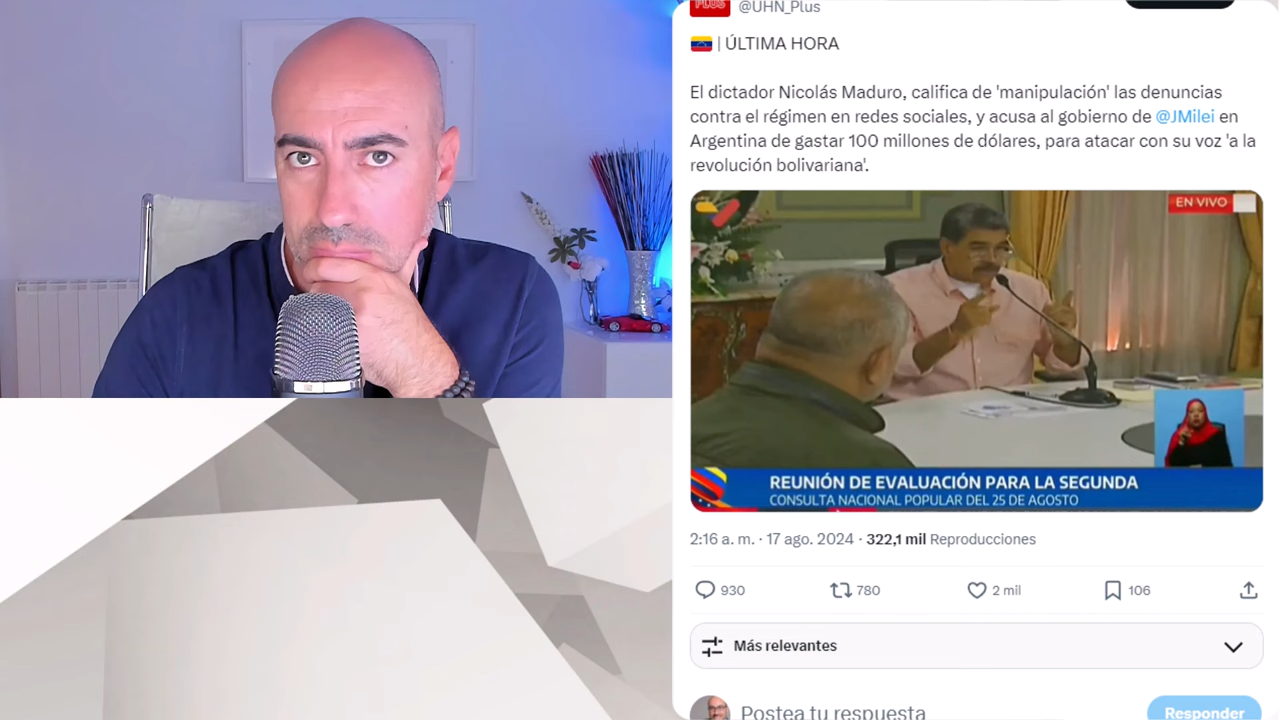 PLUS
@UHN_Plus
| ÚLTIMA HORA
El dictador Nicolás Maduro, califica de 'manipulación' las denuncias
contra el régimen en redes sociales, y acusa al gobierno de @JMilei en
Argentina de gastar 100 millones de dólares, para atacar con su voz 'a la
revolución bolivariana'.
EN VIVO
REUNIÓN DE EVALUACIÓN PARA LA SEGUNDA
CONSULTA NACIONAL POPULAR DEL 25 DE AGOSTO
2:16 a. m. · 17 ago. 2024 · 322,1 mil Reproducciones
930 780 2 mil 106
Más relevantes
Postea tu respuesta
Responder